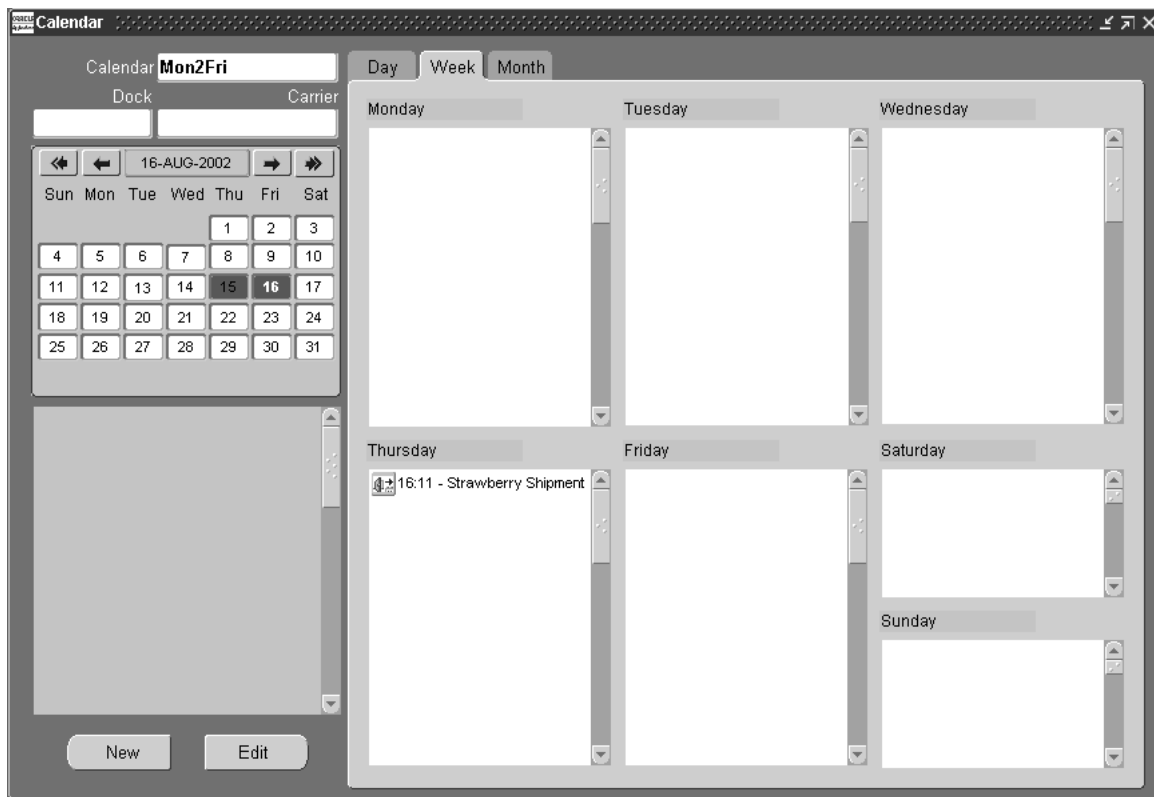 ORACLE Calendar
Calendar Mon2Fri
Dock Carrier
16-AUG-2002
Sun Mon Tue Wed Thu Fri Sat
1 2 3
4 5 6 7 8 9 10
11 12 13 14 15 16 17
18 19 20 21 22 23 24
25 26 27 28 29 30 31
New Edit
Day Week Month
Monday Tuesday Wednesday
Thursday Friday Saturday
16:11 - Strawberry Shipment
Sunday